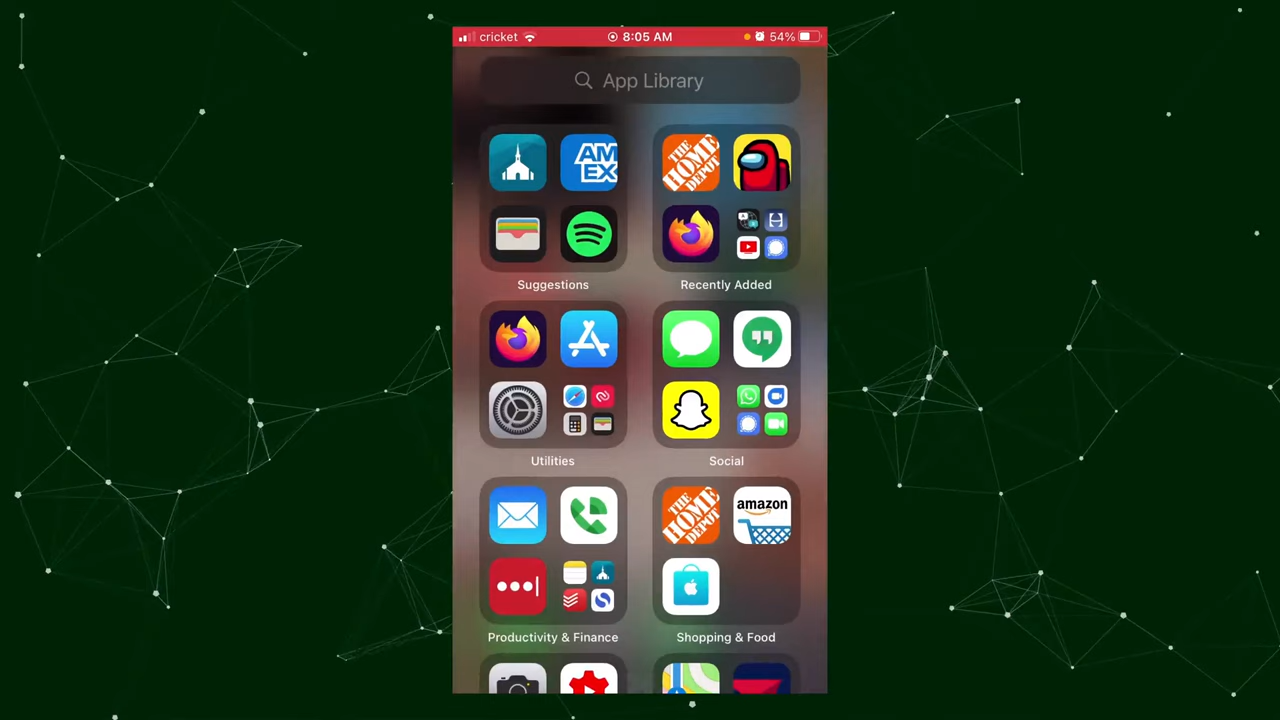 cricket 8:05 AM 54%
App Library
AM
EX
THE
HOME
DEPOT
Suggestions
Recently Added
Utilities
Social
THE
HOME
DEPOT
amazon
Productivity & Finance
Shopping & Food